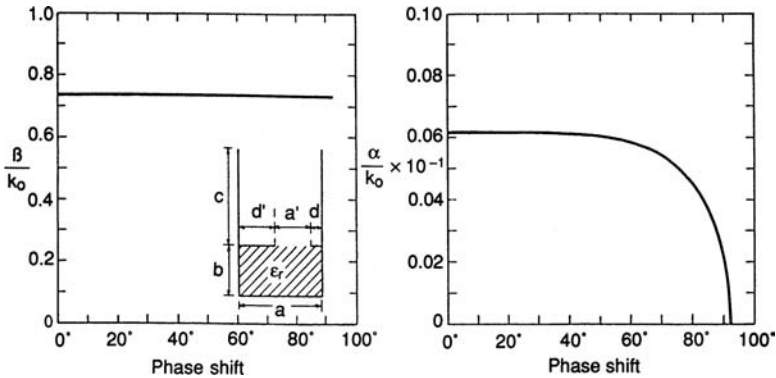 1.0
0.8
0.6
0.4
0.2
0
β/k₀
0° 20° 40° 60° 80° 100°
Phase shift
c
b
d' a' d
εr
a
0.10
0.08
0.06
0.04
0.02
0
α/k₀ × 10⁻¹
0° 20° 40° 60° 80° 100°
Phase shift